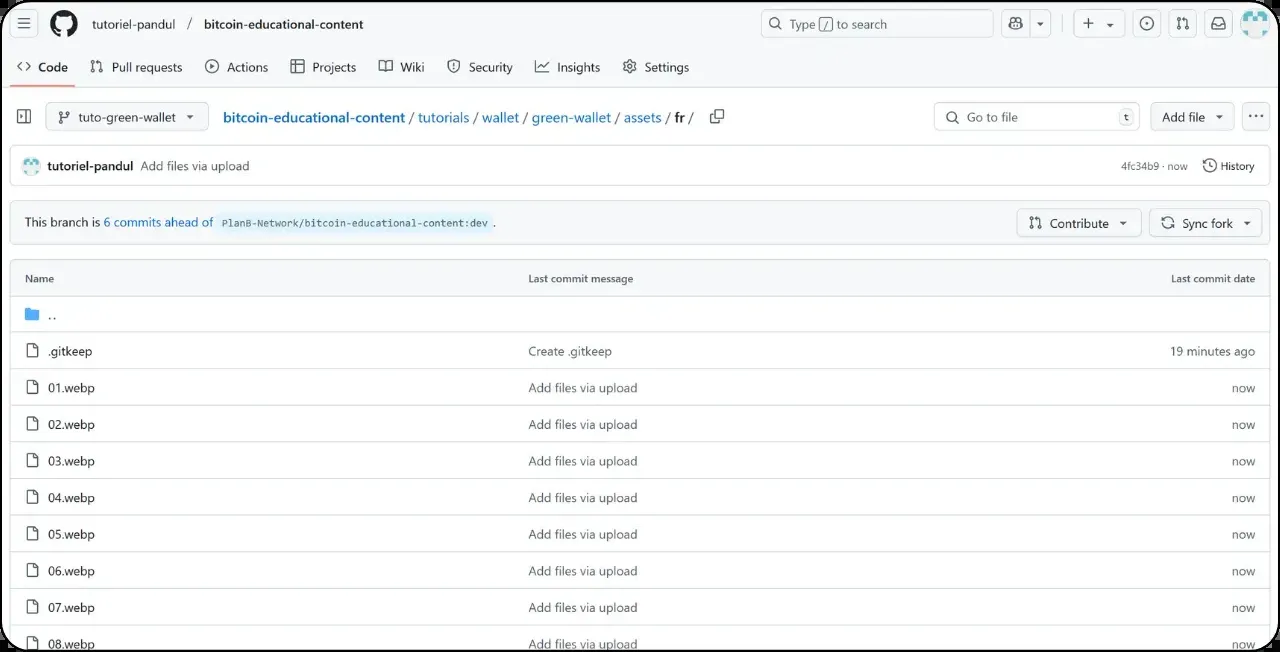 tutoriel-pandul / bitcoin-educational-content Type / to search
Code Pull requests Actions Projects Wiki Security Insights Settings
tuto-green-wallet bitcoin-educational-content / tutorials / wallet / green-wallet / assets / fr / Go to file t Add file
tutoriel-pandul Add files via upload 4fc34b9 · now History
This branch is 6 commits ahead of PlanB-Network/bitcoin-educational-content:dev . Contribute Sync fork
Name Last commit message Last commit date
..
.gitkeep Create .gitkeep 19 minutes ago
01.webp Add files via upload now
02.webp Add files via upload now
03.webp Add files via upload now
04.webp Add files via upload now
05.webp Add files via upload now
06.webp Add files via upload now
07.webp Add files via upload now
08.webp Add files via upload now